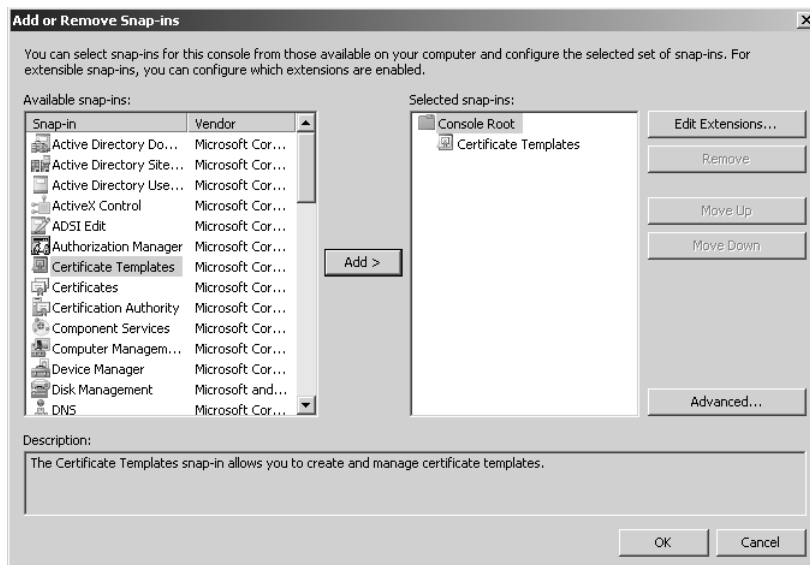 Add or Remove Snap-ins
You can select snap-ins for this console from those available on your computer and configure the selected set of snap-ins. For
extensible snap-ins, you can configure which extensions are enabled.
Available snap-ins:
Snap-in Vendor
Active Directory Do... Microsoft Cor...
Active Directory Site... Microsoft Cor...
Active Directory Use... Microsoft Cor...
ActiveX Control Microsoft Cor...
ADSI Edit Microsoft Cor...
Authorization Manager Microsoft Cor...
Certificate Templates Microsoft Cor...
Certificates Microsoft Cor...
Certification Authority Microsoft Cor...
Component Services Microsoft Cor...
Computer Managem... Microsoft Cor...
Device Manager Microsoft Cor...
Disk Management Microsoft and...
DNS Microsoft Cor...
Add >
Selected snap-ins:
Console Root
Certificate Templates
Edit Extensions...
Remove
Move Up
Move Down
Advanced...
Description:
The Certificate Templates snap-in allows you to create and manage certificate templates.
OK
Cancel